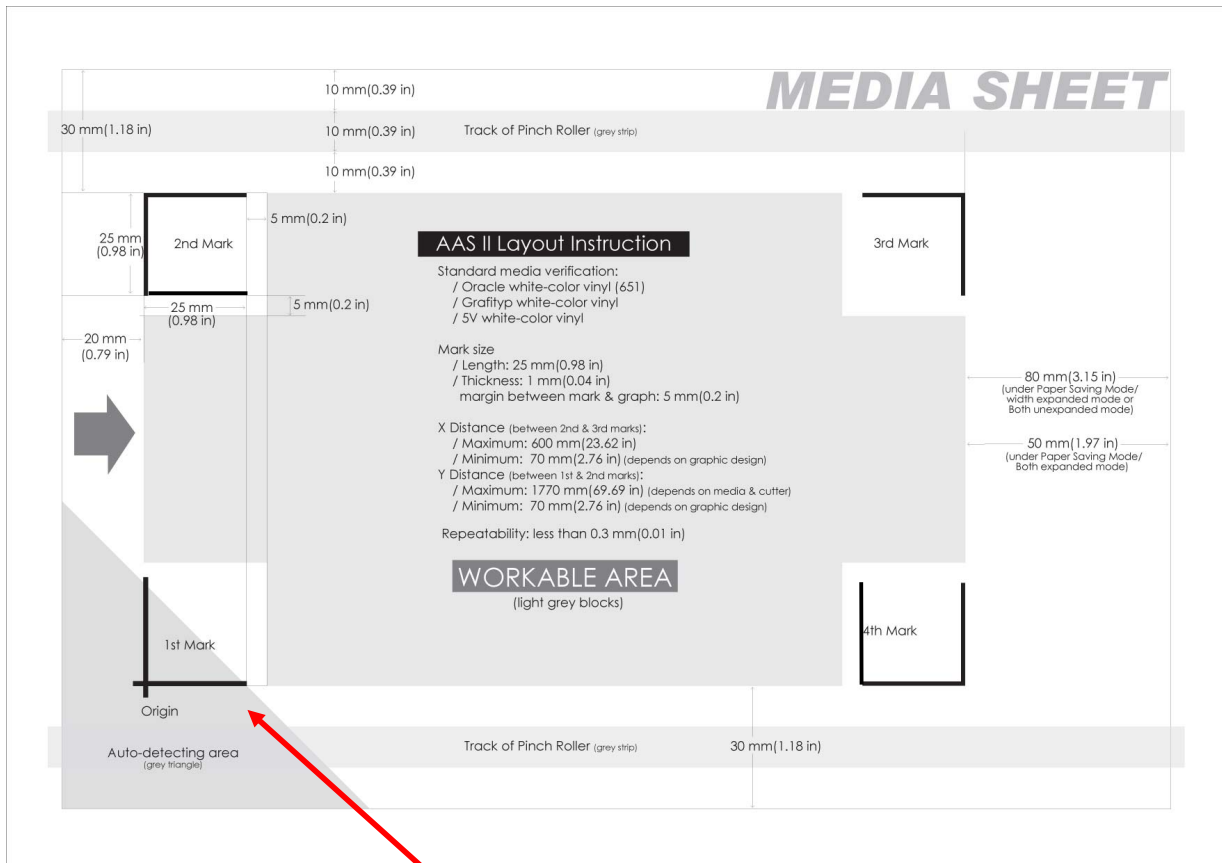 MEDIA SHEET
10 mm(0.39 in)
30 mm(1.18 in)
10 mm(0.39 in)
Track of Pinch Roller (grey strip)
10 mm(0.39 in)
5 mm(0.2 in)
25 mm
(0.98 in)
2nd Mark
AAS II Layout Instruction
3rd Mark
Standard media verification:
/ Oracle white-color vinyl (651)
/ Grafityp white-color vinyl
/ 5V white-color vinyl
25 mm
(0.98 in)
5 mm(0.2 in)
20 mm
(0.79 in)
Mark size
/ Length: 25 mm(0.98 in)
/ Thickness: 1 mm(0.04 in)
margin between mark & graph: 5 mm(0.2 in)
80 mm(3.15 in)
(under Paper Saving Mode/
width expanded mode or
Both unexpanded mode)
X Distance (between 2nd & 3rd marks):
/ Maximum: 600 mm(23.62 in)
/ Minimum: 70 mm(2.76 in) (depends on graphic design)
50 mm(1.97 in)
(under Paper Saving Mode/
Both expanded mode)
Y Distance (between 1st & 2nd marks):
/ Maximum: 1770 mm(69.69 in) (depends on media & cutter)
/ Minimum: 70 mm(2.76 in) (depends on graphic design)
Repeatability: less than 0.3 mm(0.01 in)
WORKABLE AREA
(light grey blocks)
1st Mark
4th Mark
Origin
Auto-detecting area
(grey triangle)
Track of Pinch Roller (grey strip)
30 mm(1.18 in)